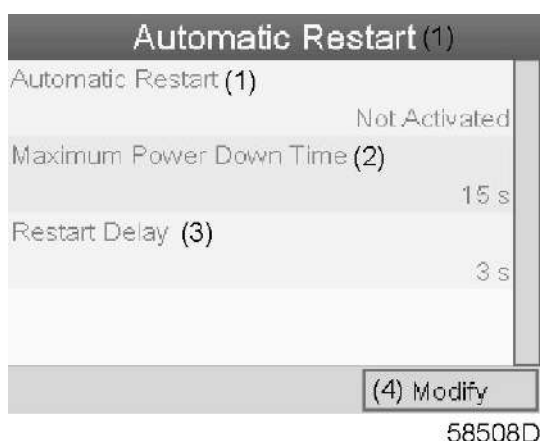 Automatic Restart (1)
Automatic Restart (1)
Not Activated
Maximum Power Down Time (2)
15 s
Restart Delay (3)
3 s
(4) Modify
58508D